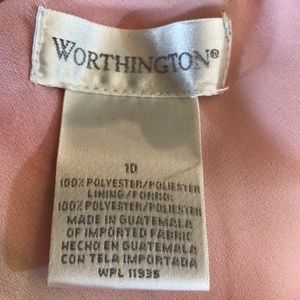 WORTHINGTON®
10
100% POLYESTER/POLIESTER
LINING/FORRO:
100% POLYESTER/POLIESTER
MADE IN GUATEMALA
OF IMPORTED FABRIC
HECHO EN GUATEMALA
CON TELA IMPORTADA
WPL 11935